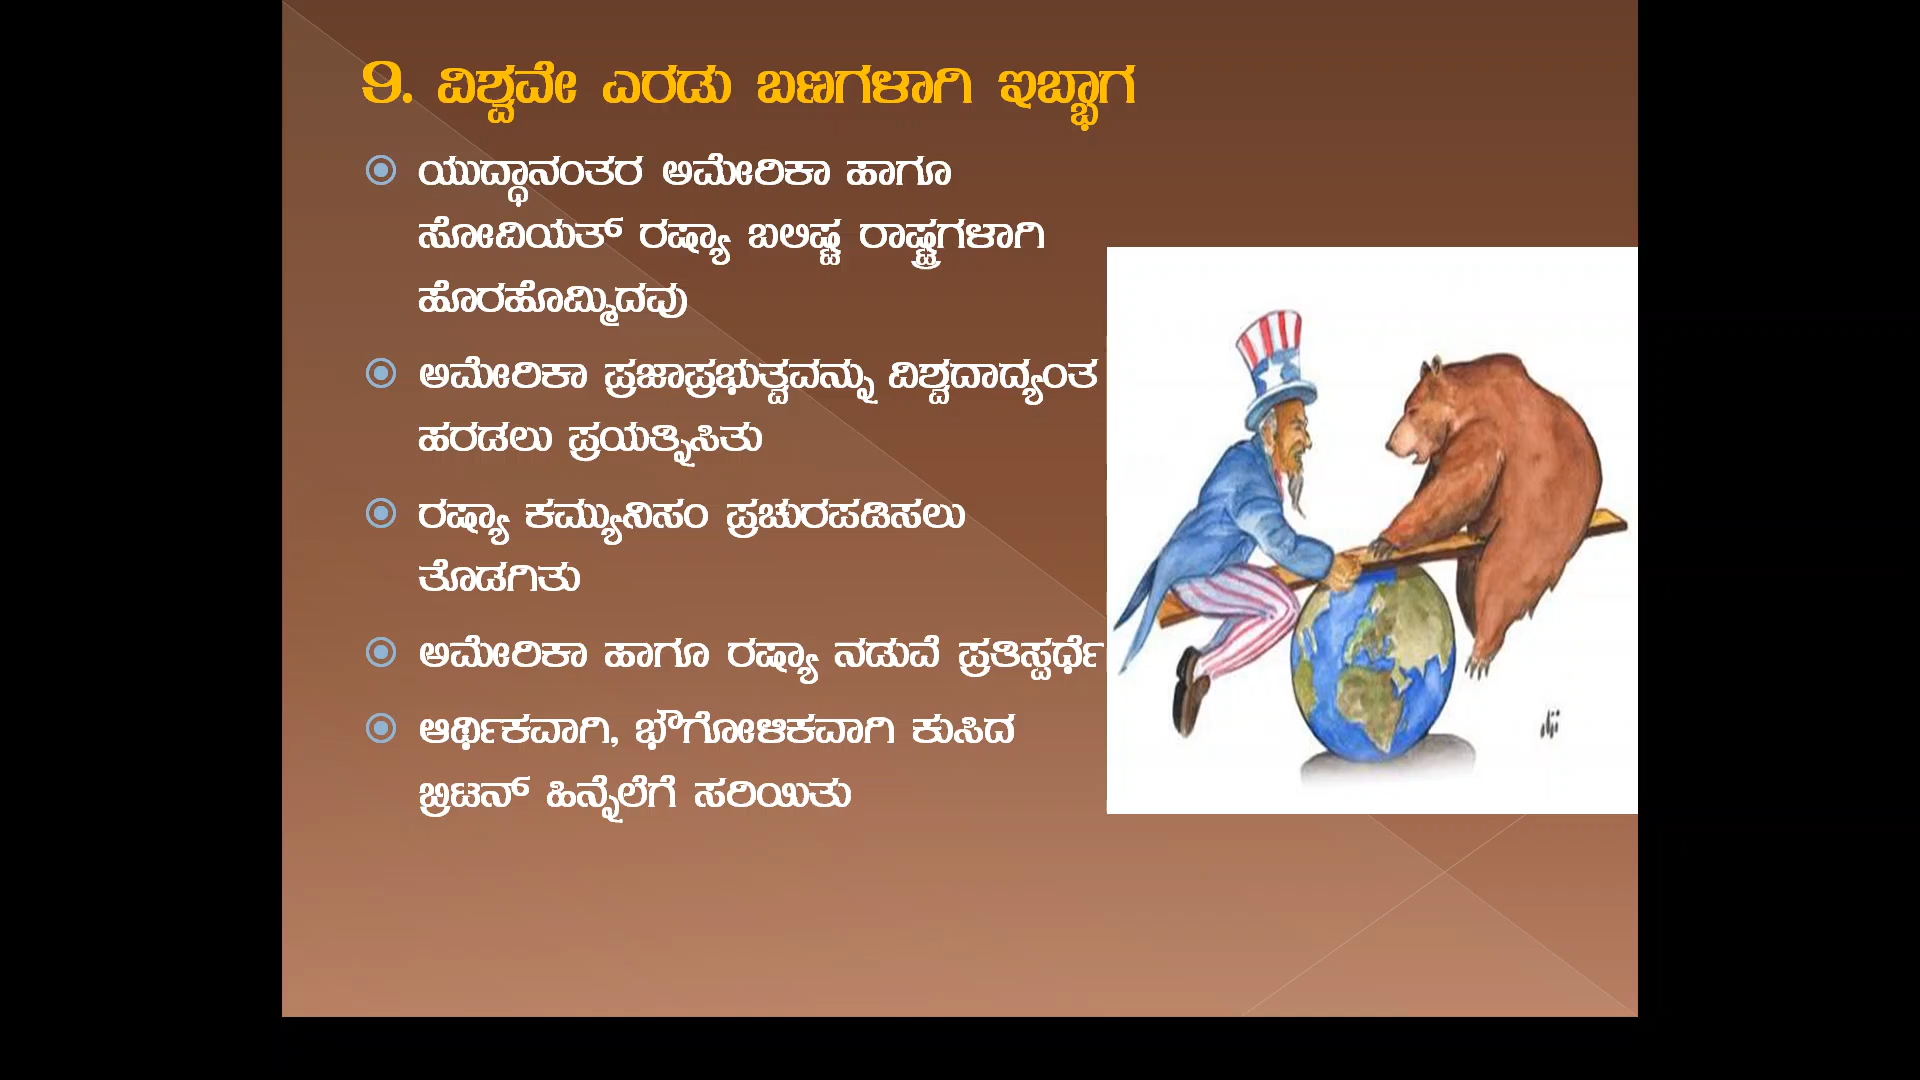 9. ವಿಶ್ವವೇ ಎರಡು ಬಣಗಳಾಗಿ ಇಬ್ಭಾಗ
ಯುದ್ಧಾನಂತರ ಅಮೇರಿಕಾ ಹಾಗೂ
ಸೋವಿಯತ್ ರಷ್ಯಾ ಬಲಿಷ್ಟ ರಾಷ್ಟ್ರಗಳಾಗಿ
ಹೊರಹೊಮ್ಮಿದವು
ಅಮೇರಿಕಾ ಪ್ರಜಾಪ್ರಭುತ್ವವನ್ನು ವಿಶ್ವದಾದ್ಯಂತ
ಹರಡಲು ಪ್ರಯತ್ನಿಸಿತು
ರಷ್ಯಾ ಕಮ್ಯುನಿಸಂ ಪ್ರಚುರಪಡಿಸಲು
ತೊಡಗಿತು
ಅಮೇರಿಕಾ ಹಾಗೂ ರಷ್ಯಾ ನಡುವೆ ಪ್ರತಿಸ್ಪರ್ಧೆ
ಆರ್ಥಿಕವಾಗಿ, ಭೌಗೋಳಿಕವಾಗಿ ಕುಸಿದ
ಬ್ರಿಟನ್ ಹಿನ್ನೆಲೆಗೆ ಸರಿಯಿತು